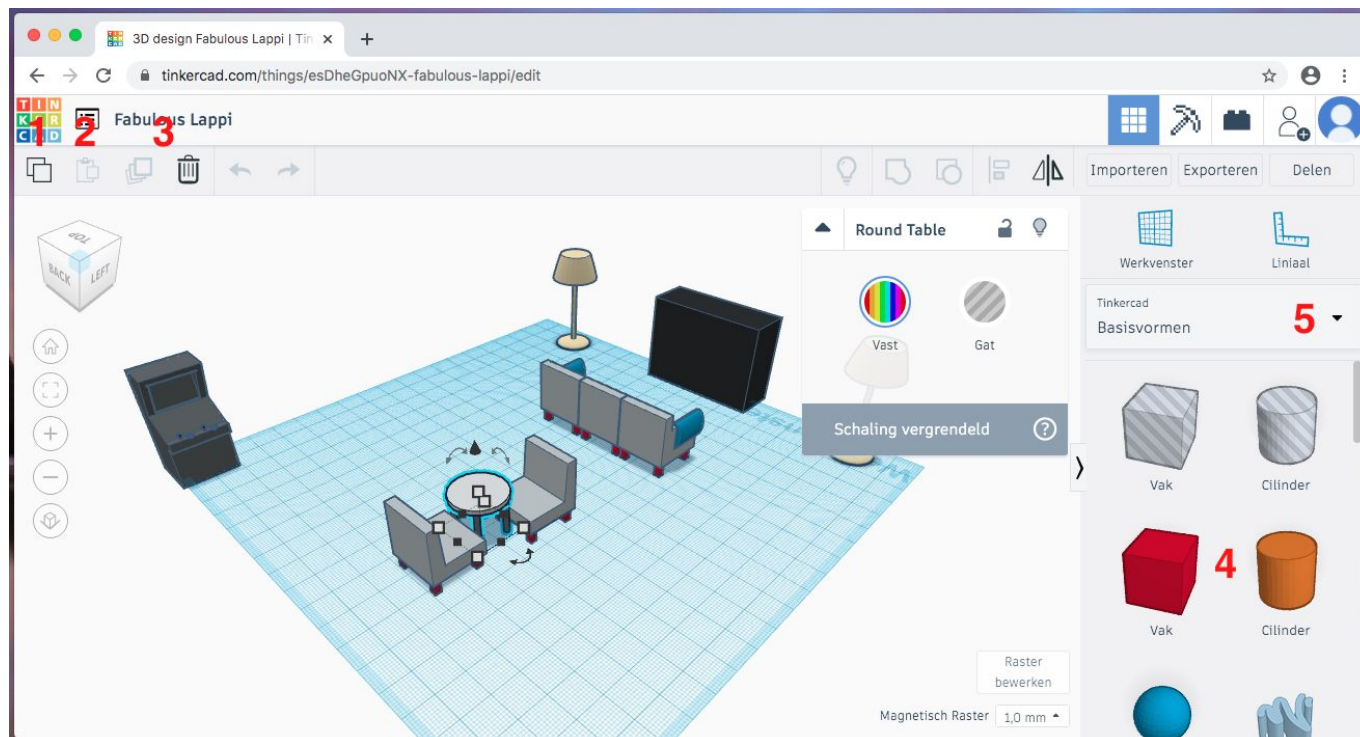 3D design Fabulous Lappi | Tin
tinkercad.com/things/esDheGpuoNX-fabulous-lappi/edit
TIN
KER
CAD
1
2
3
Fabulous Lappi
Importeren
Exporteren
Delen
TOP
BACK
LEFT
Round Table
Vast
Gat
Schaling vergrendeld
?
Werkvenster
Liniaal
Tinkercad
Basisvormen
5
Vak
Cilinder
4
Vak
Cilinder
Raster
bewerken
Magnetisch Raster
1,0 mm